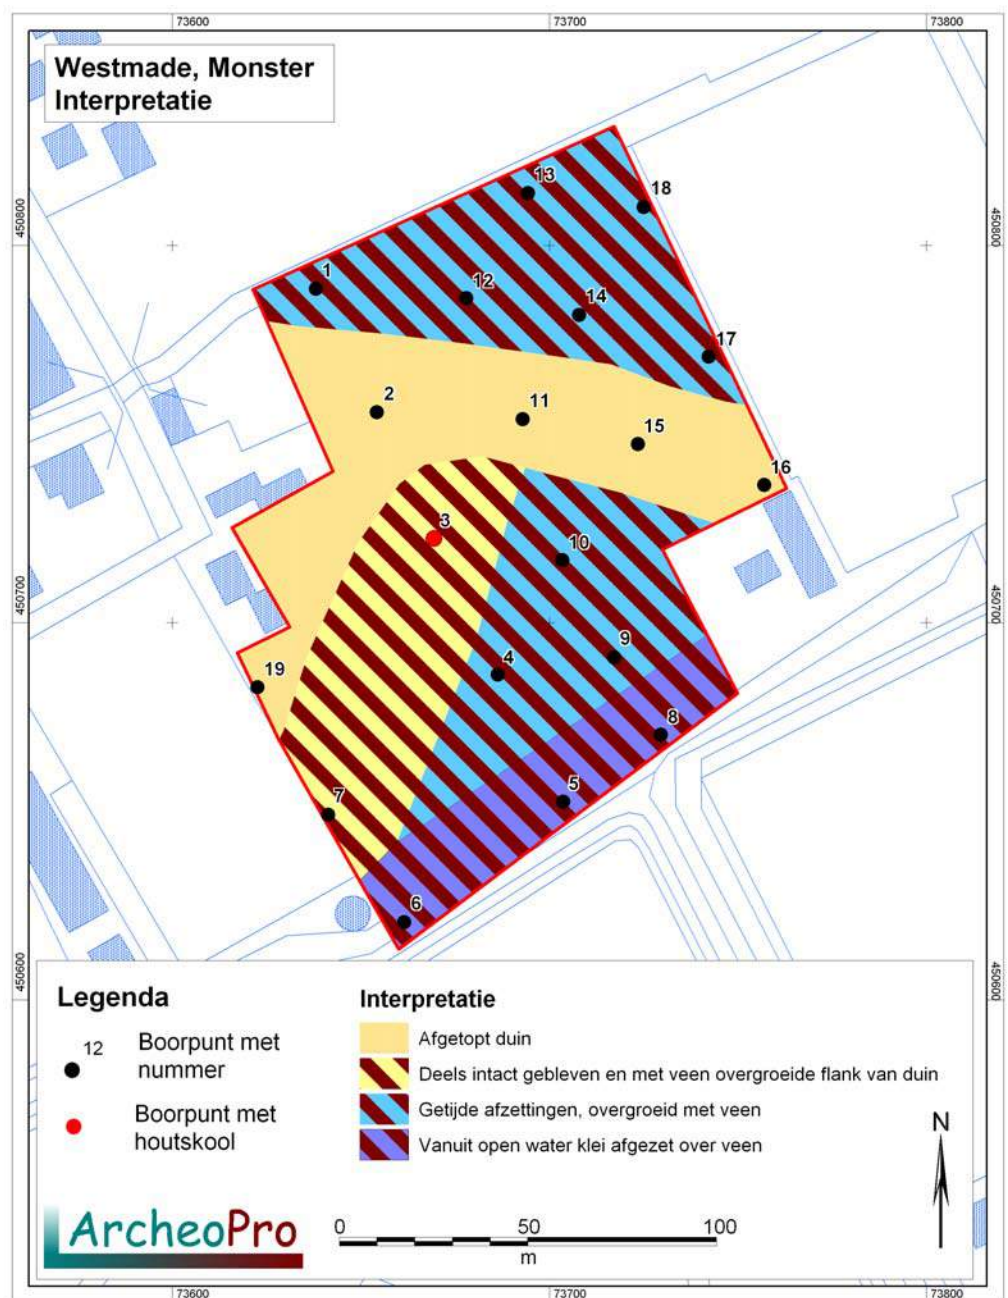 73600
73700
73800
Westmade, Monster
Interpretatie
13
18
450800
450800
1
12
14
17
2
11
15
16
3
10
450700
450700
4
9
19
8
5
7
6
450600
450600
Legenda
12
Boorpunt met
nummer
Boorpunt met
houtskool
Interpretatie
Afgetopt duin
Deels intact gebleven en met veen overgroeide flank van duin
Getijde afzettingen, overgroeid met veen
Vanuit open water klei afgezet over veen
N
ArcheoPro
0
50
100
m
73600
73700
73800